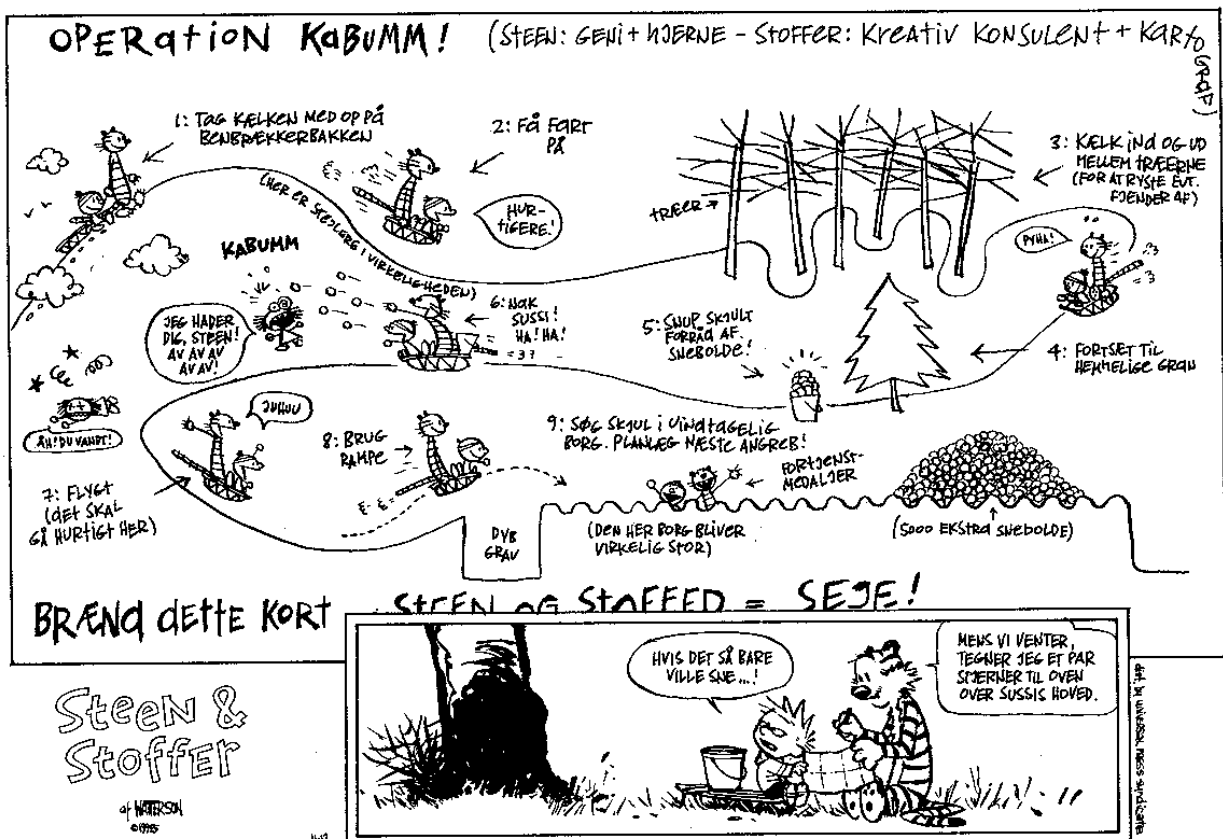 OPERATION KABUMM! (STEEN: GENI + HJERNE - STOFFER: KREATIV KONSULENT + KARTOGRAF)
1: TAG KÆLKEN MED OP PÅ
BENBRÆKKERBAKKEN
2: FÅ FART
PÅ
HUR-
TIGERE!
(HER ER STEJLERE I VIRKELIGHEDEN)
TRÆER
3: KÆLK IND OG UD
MELLEM TRÆERNE
(FOR AT RYSTE EVT.
FJENDER AF)
PYHA!
4: FORTSÆT TIL
HEMMELIGE GRAN
5: SNUP SKJULT
FORRÅD AF
SNEBOLDE!
6: NAK
SUSSI!
HA! HA!
KABUMM
JEG HADER
DIG, STEEN!
AV AV AV
AV AV!
ÅH! DU VANDT!
7: FLYGT
(DET SKAL
GÅ HURTIGT HER)
JUHUU
8: BRUG
RAMPE
DYB
GRAV
9: SØG SKJUL I UINDTAGELIG
BORG. PLANLÆG NÆSTE ANGREB!
FORTJENST-
MEDALJER
(DEN HER BORG BLIVER
VIRKELIG STOR)
(5000 EKSTRA SNEBOLDE)
BRÆND DETTE KORT
STEEN OG STOFFER = SEJE!
HVIS DET SÅ BARE
VILLE SNE...!
MENS VI VENTER,
TEGNER JEG ET PAR
STJERNER TIL OVEN
OVER SUSSIS HOVED.
STEEN &
STOFFER
af WATTERSON
©1995